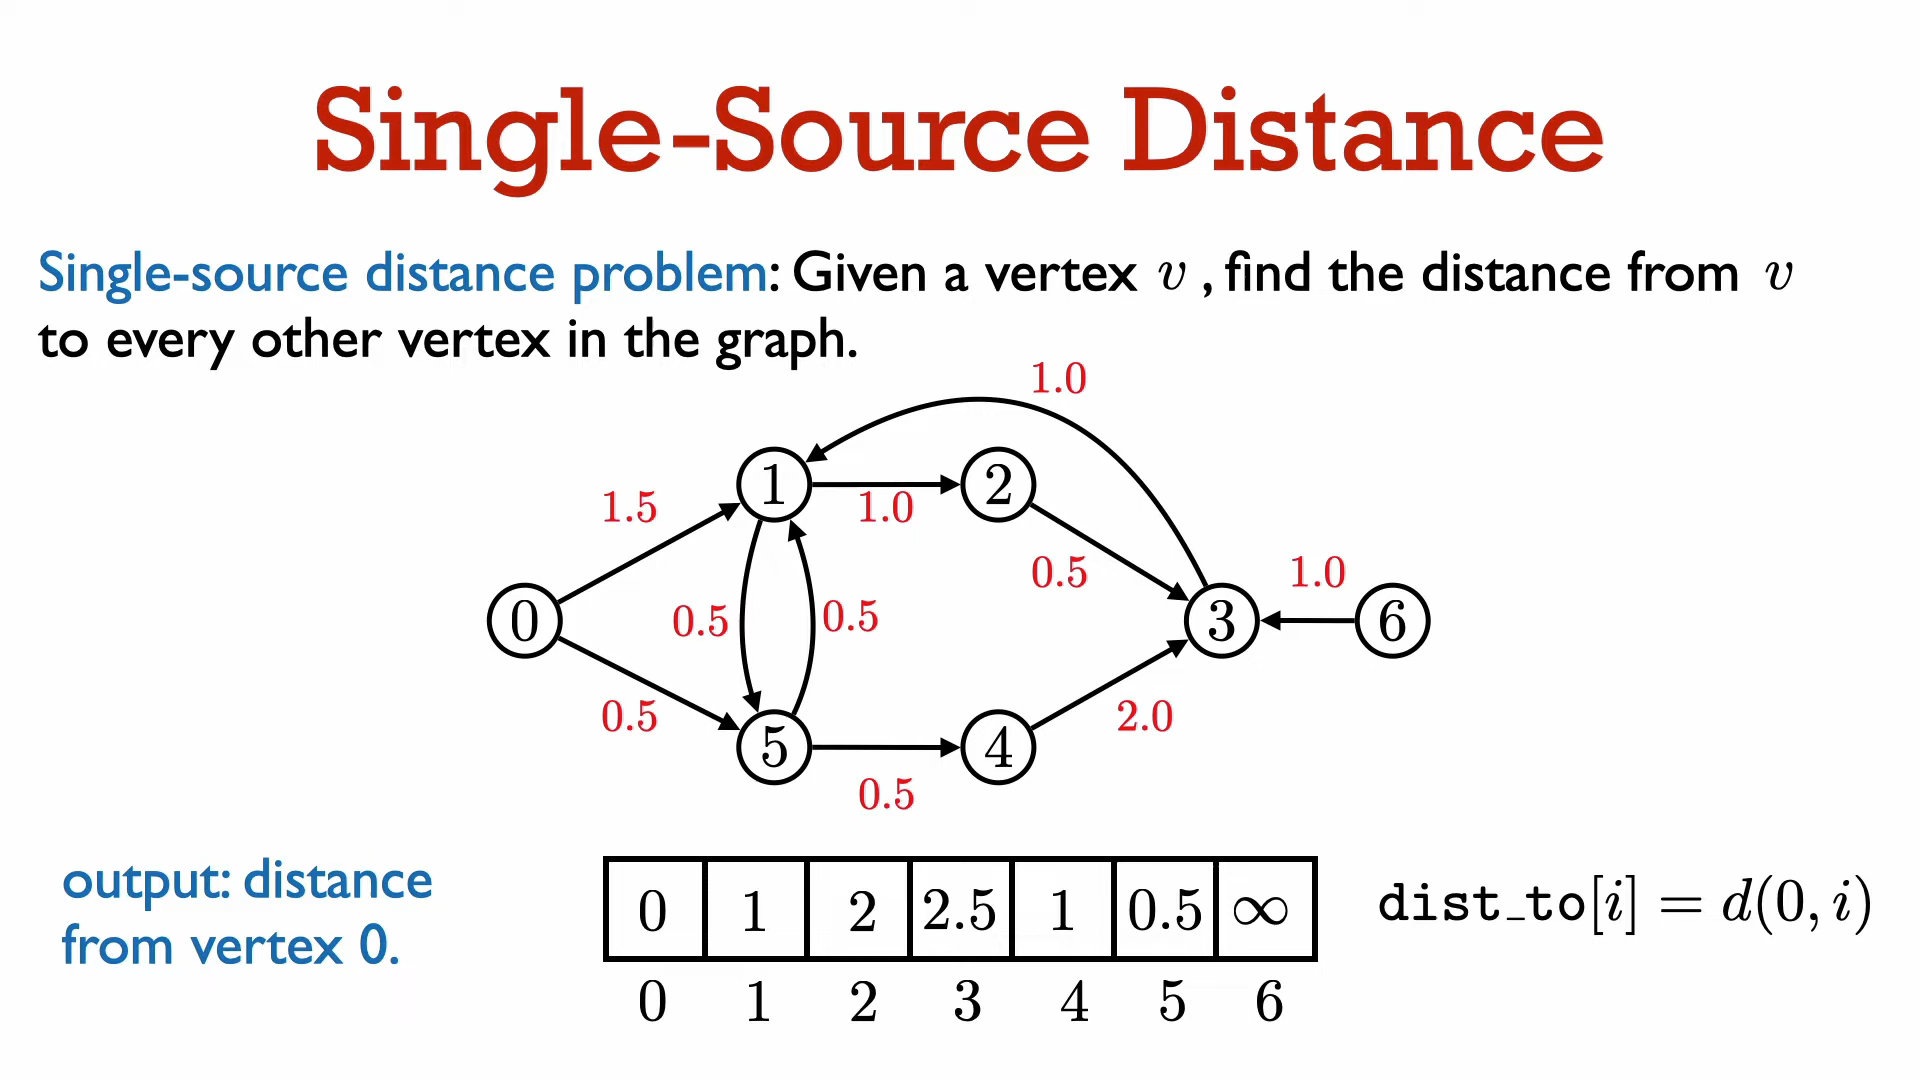 Single-Source Distance
Single-source distance problem: Given a vertex v , find the distance from v
to every other vertex in the graph.
1.0
1 2
1.5 1.0
0.5 1.0
0 0.5 0.5 3 6
0.5 2.0
5 4
0.5
output: distance
from vertex 0.
0 1 2 2.5 1 0.5 ∞
dist_to[i] = d(0, i)
0 1 2 3 4 5 6